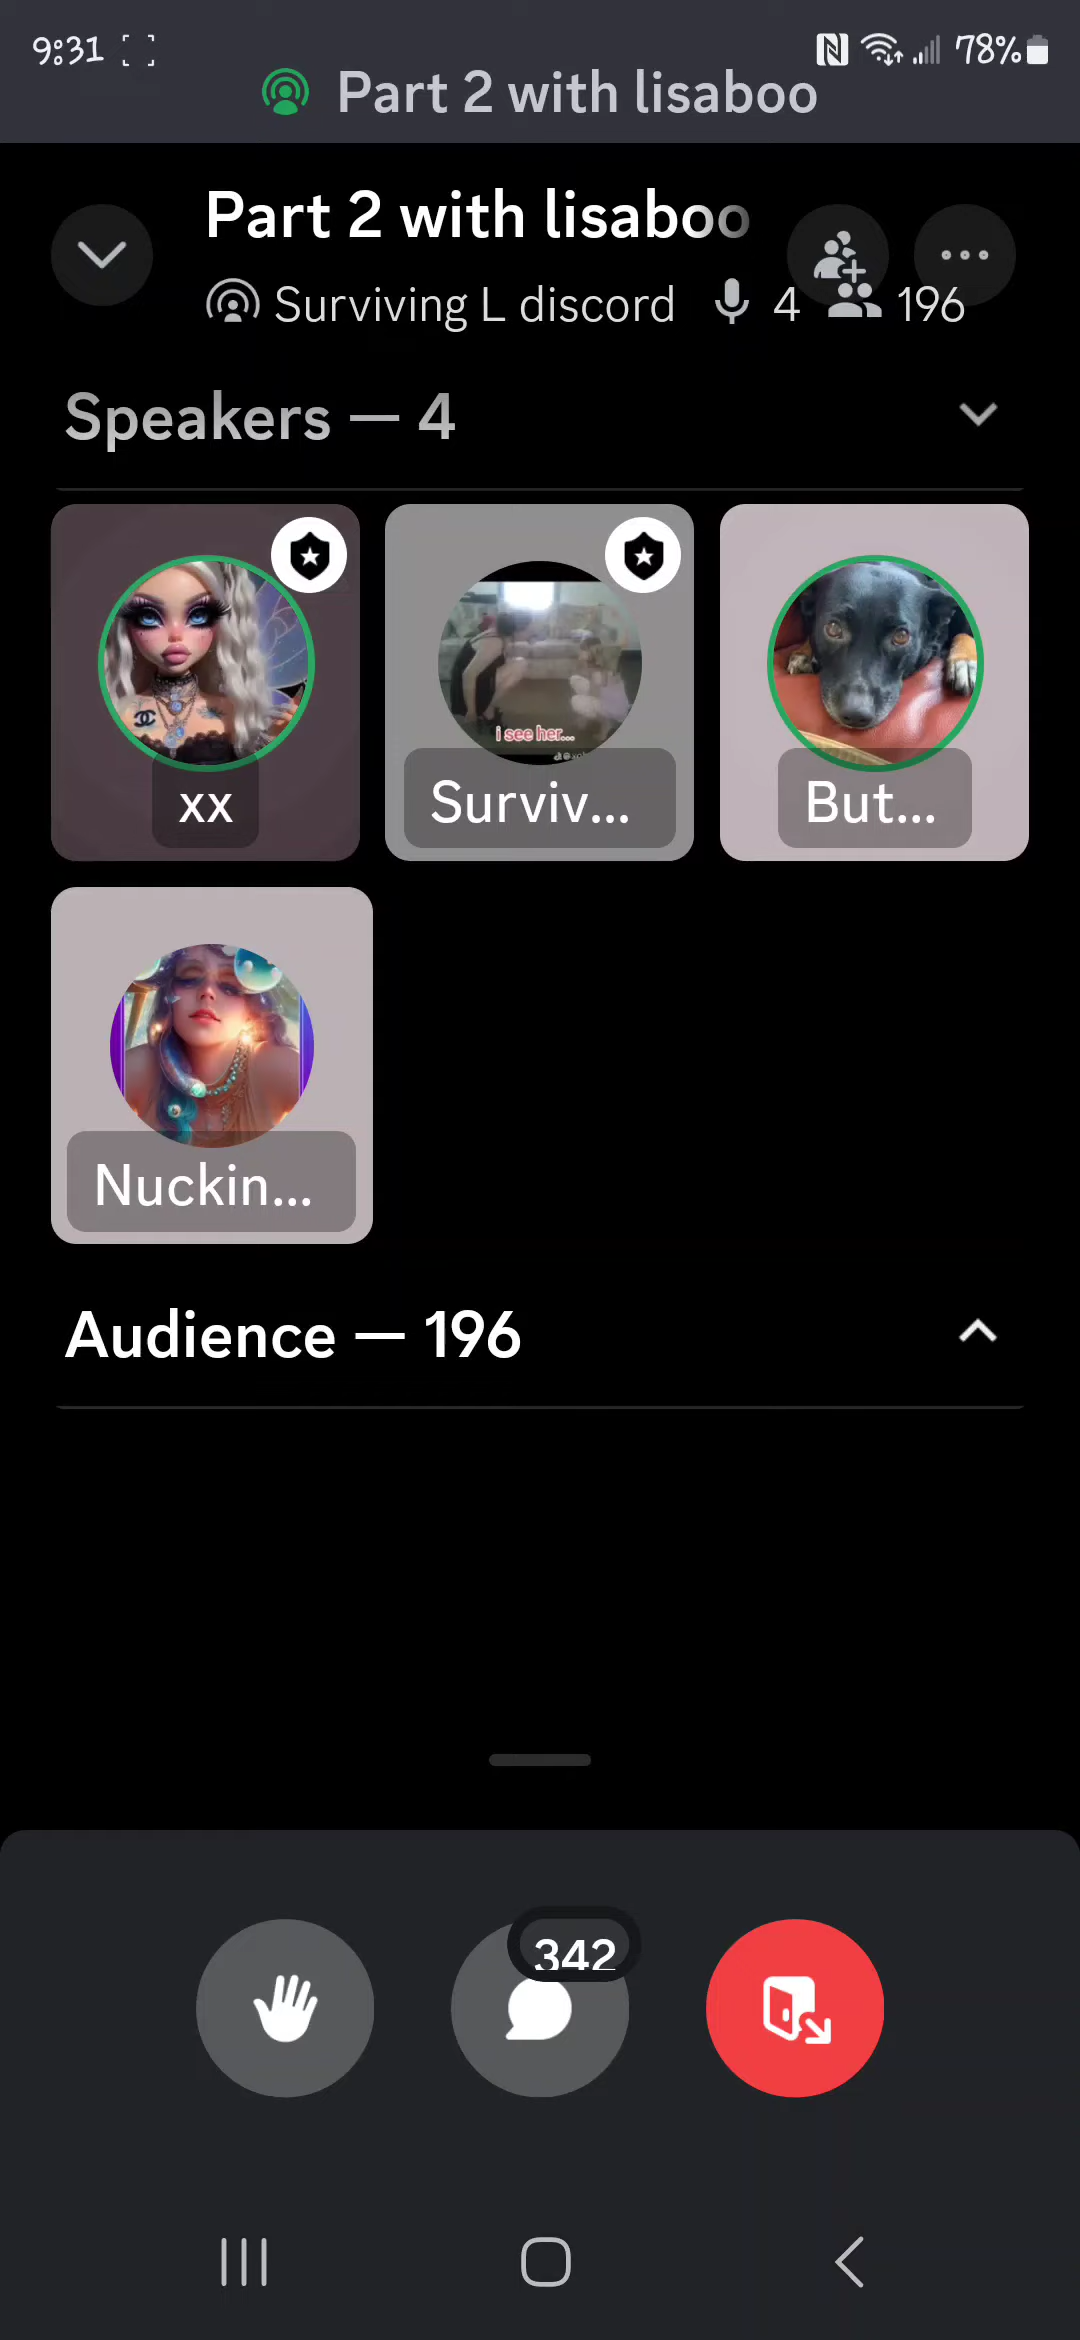 9:31
78%
Part 2 with lisaboo
Part 2 with lisaboo
Surviving L discord 4 196
Speakers — 4
i see her...
xx
Surviv...
But...
Nuckin...
Audience — 196
342